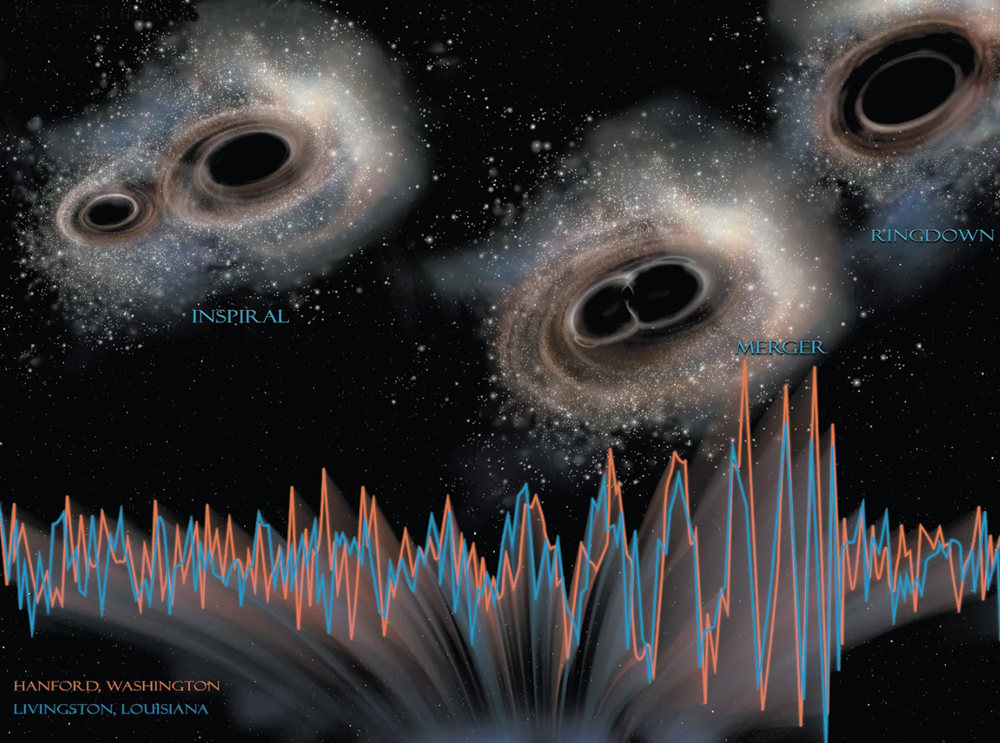 RINGDOWN
INSPIRAL
MERGER
HANFORD, WASHINGTON
LIVINGSTON, LOUISIANA